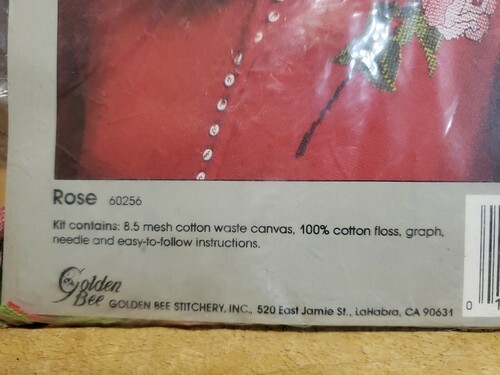 Rose 60256
Kit contains: 8.5 mesh cotton waste canvas, 100% cotton floss, graph,
needle and easy-to-follow instructions.
Golden
Bee GOLDEN BEE STITCHERY, INC., 520 East Jamie St., LaHabra, CA 90631
0